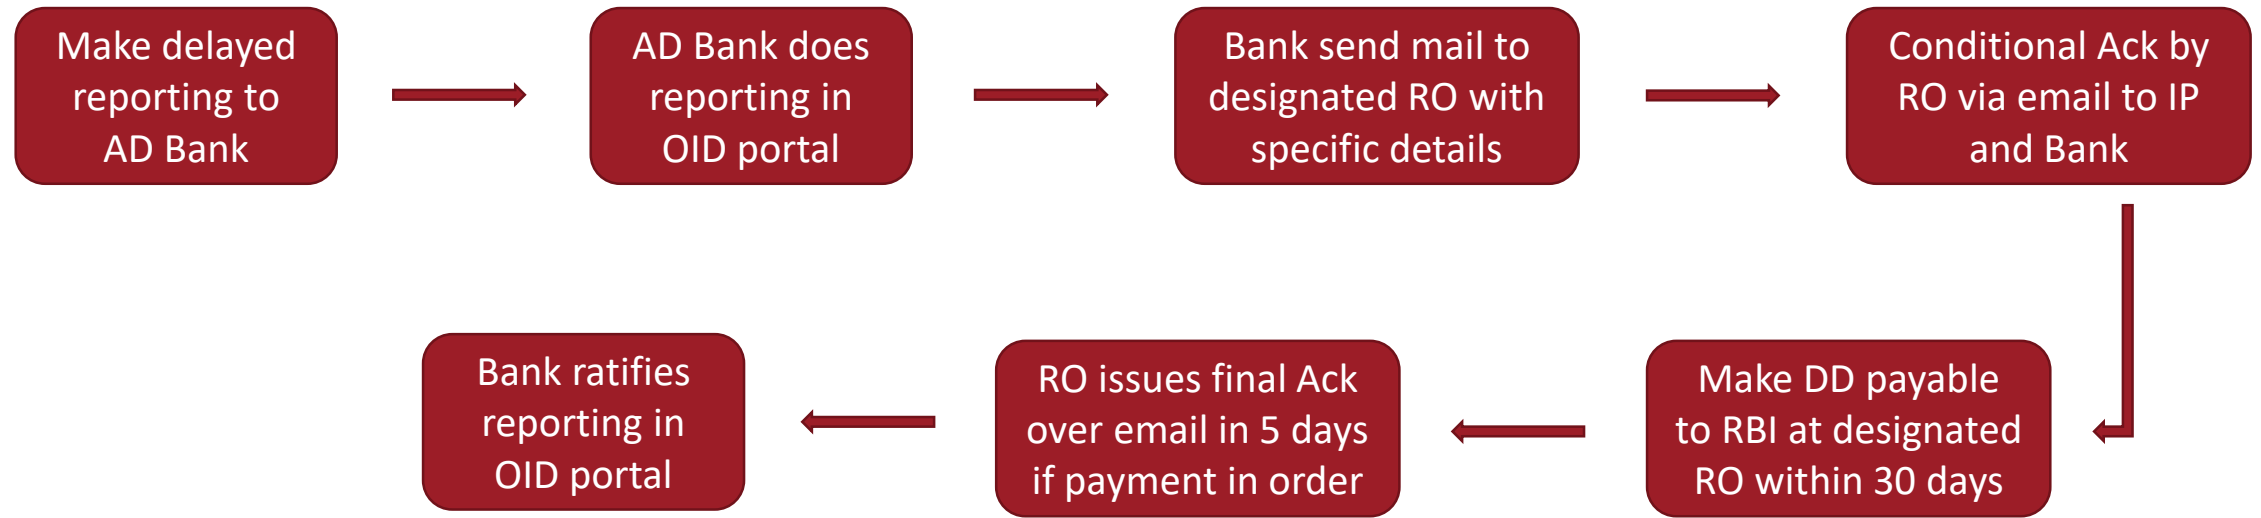 Make delayed
reporting to
AD Bank
AD Bank does
reporting in
OID portal
Bank send mail to
designated RO with
specific details
Conditional Ack by
RO via email to IP
and Bank
Make DD payable
to RBI at designated
RO within 30 days
RO issues final Ack
over email in 5 days
if payment in order
Bank ratifies
reporting in
OID portal